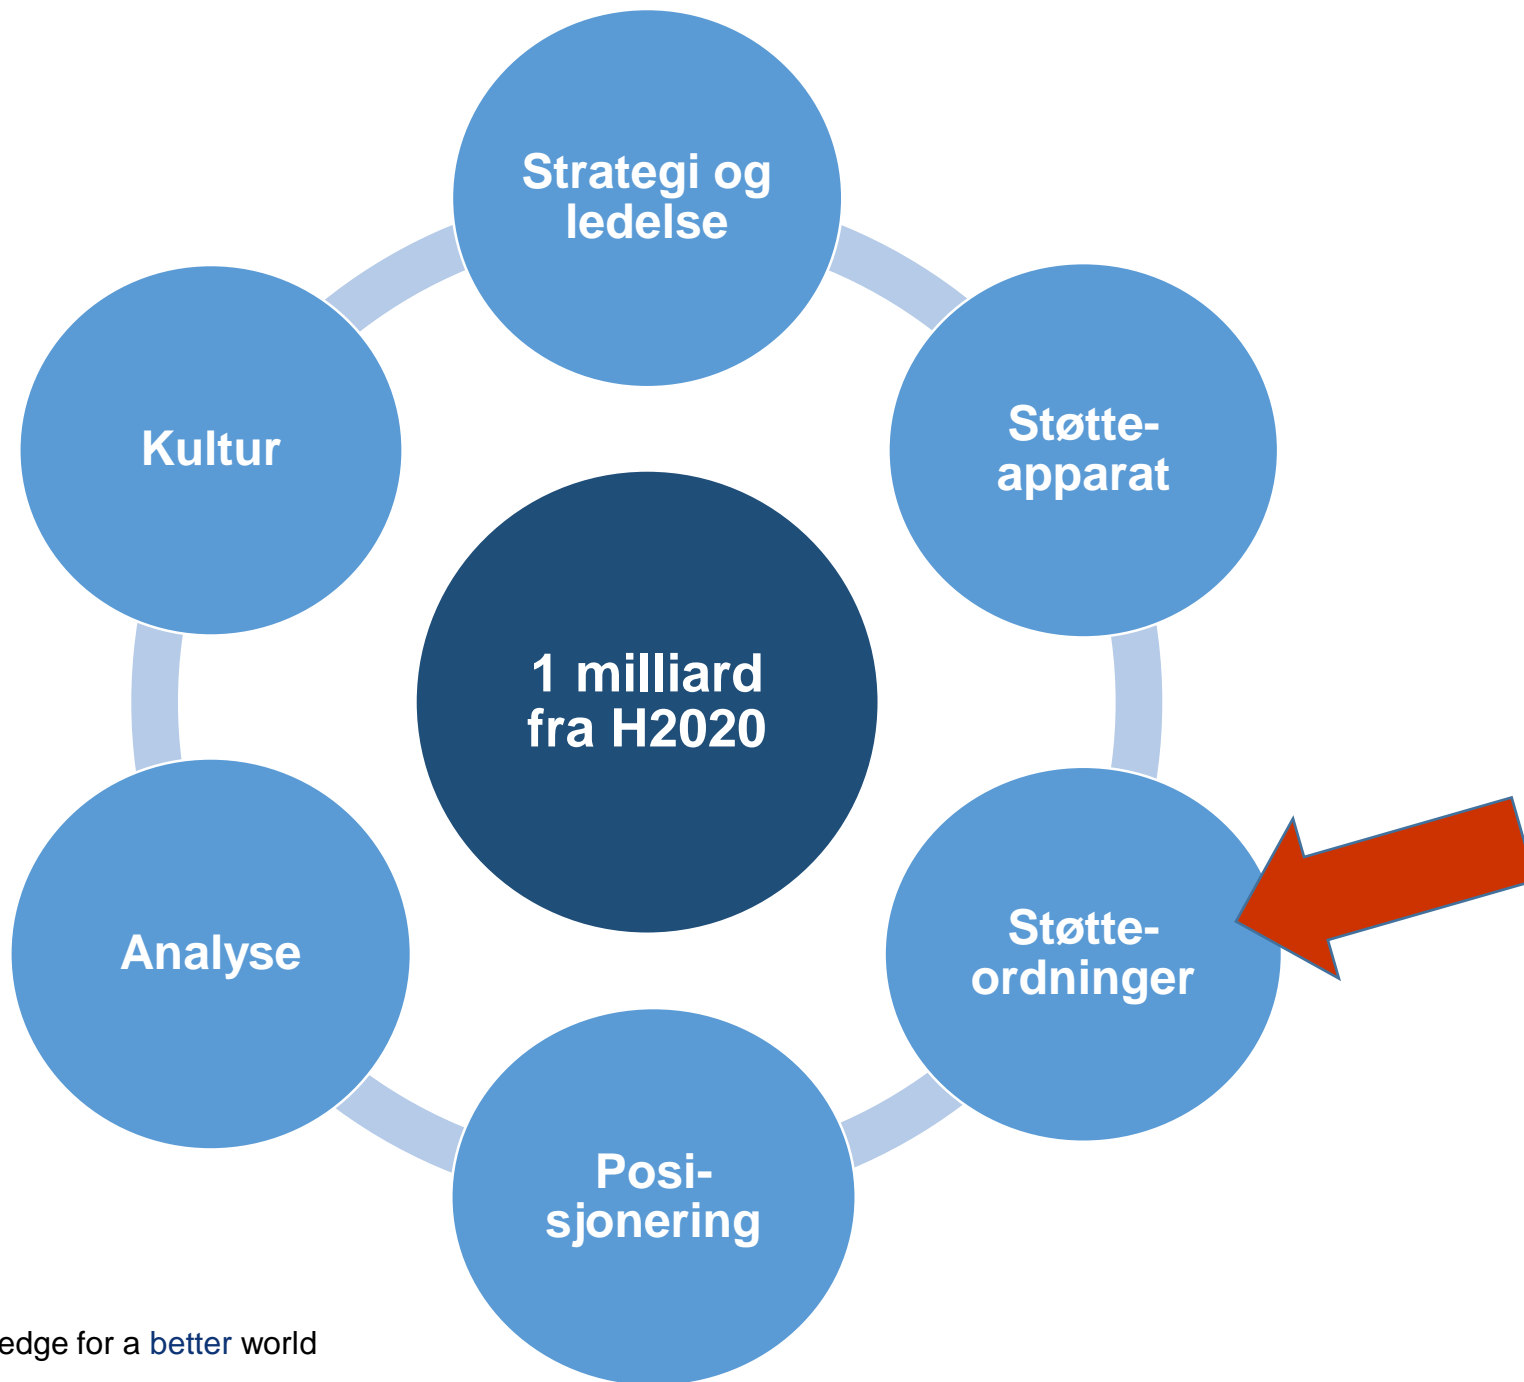 Strategi og
ledelse
Støtte-
apparat
Kultur
1 milliard
fra H2020
Støtte-
ordninger
Analyse
Posi-
sjonering
edge for a better world